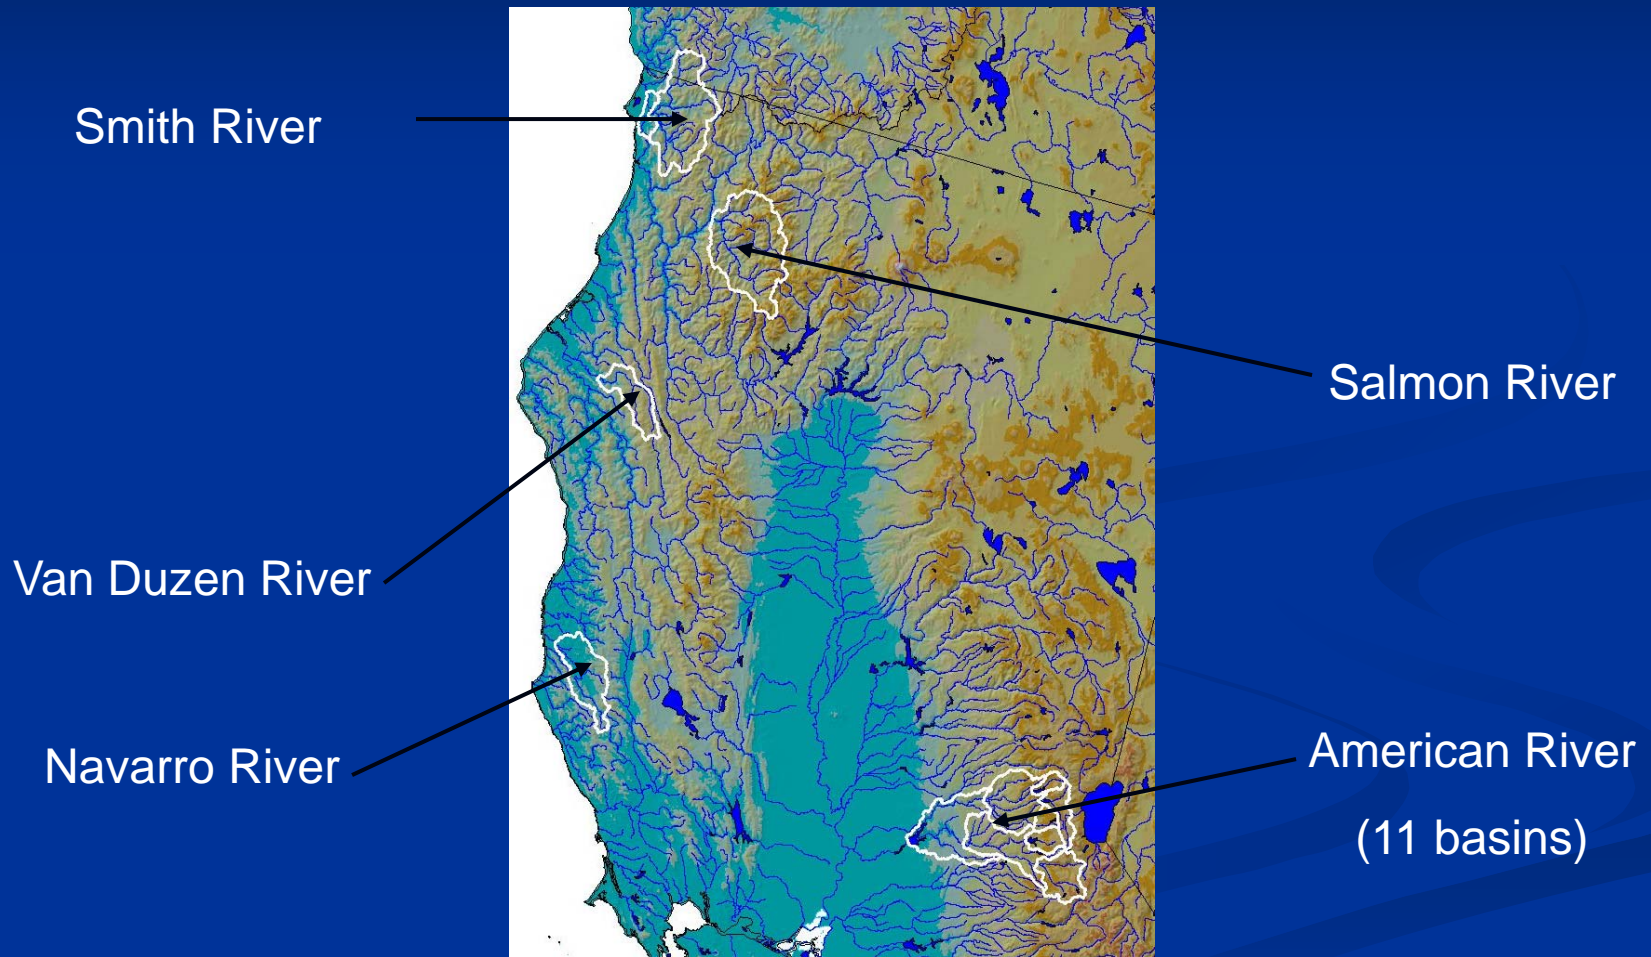 Smith River
Salmon River
Van Duzen River
Navarro River
American River
(11 basins)